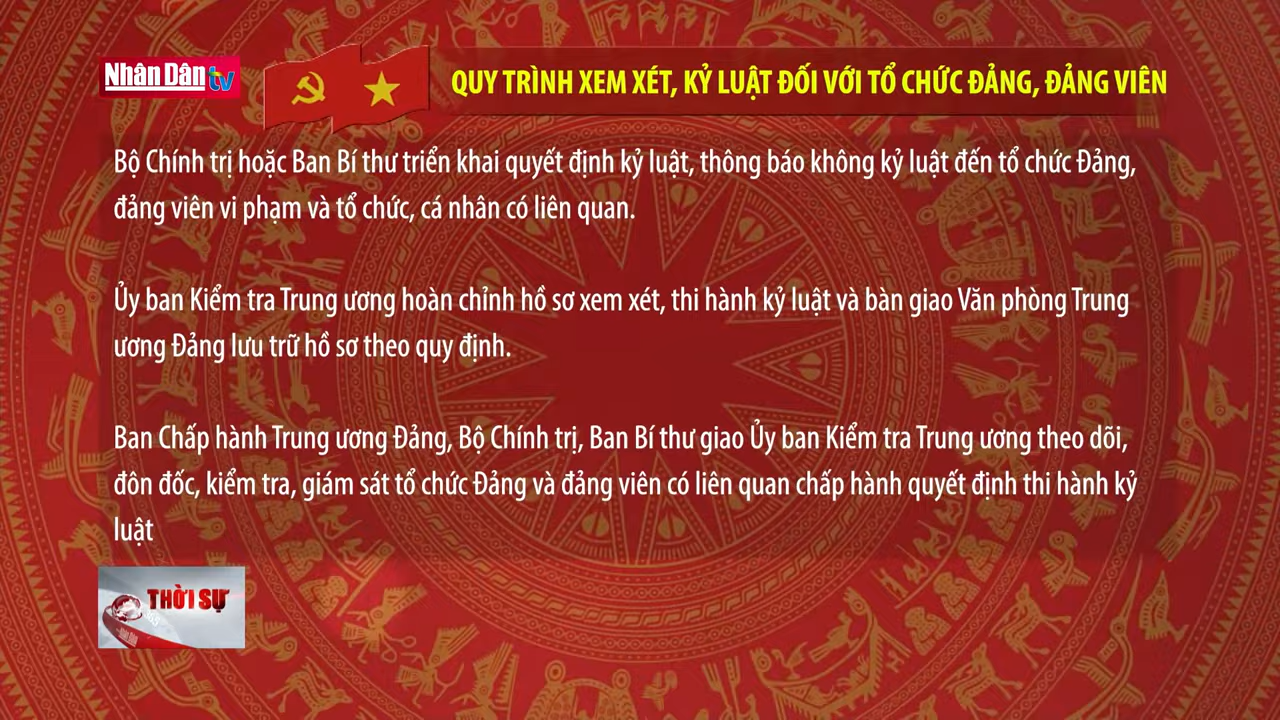 Nhân Dân tv
QUY TRÌNH XEM XÉT, KỶ LUẬT ĐỐI VỚI TỔ CHỨC ĐẢNG, ĐẢNG VIÊN
Bộ Chính trị hoặc Ban Bí thư triển khai quyết định kỷ luật, thông báo không kỷ luật đến tổ chức Đảng,
đảng viên vi phạm và tổ chức, cá nhân có liên quan.
Ủy ban Kiểm tra Trung ương hoàn chỉnh hồ sơ xem xét, thi hành kỷ luật và bàn giao Văn phòng Trung
ương Đảng lưu trữ hồ sơ theo quy định.
Ban Chấp hành Trung ương Đảng, Bộ Chính trị, Ban Bí thư giao Ủy ban Kiểm tra Trung ương theo dõi,
đôn đốc, kiểm tra, giám sát tổ chức Đảng và đảng viên có liên quan chấp hành quyết định thi hành kỷ
luật
THỜI SỰ